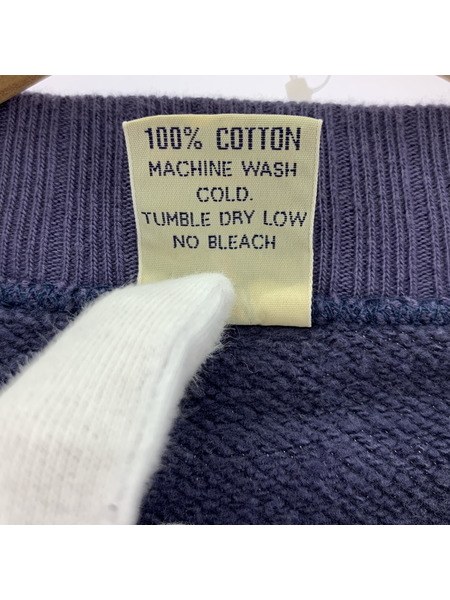 100% COTTON
MACHINE WASH
COLD.
TUMBLE DRY LOW
NO BLEACH